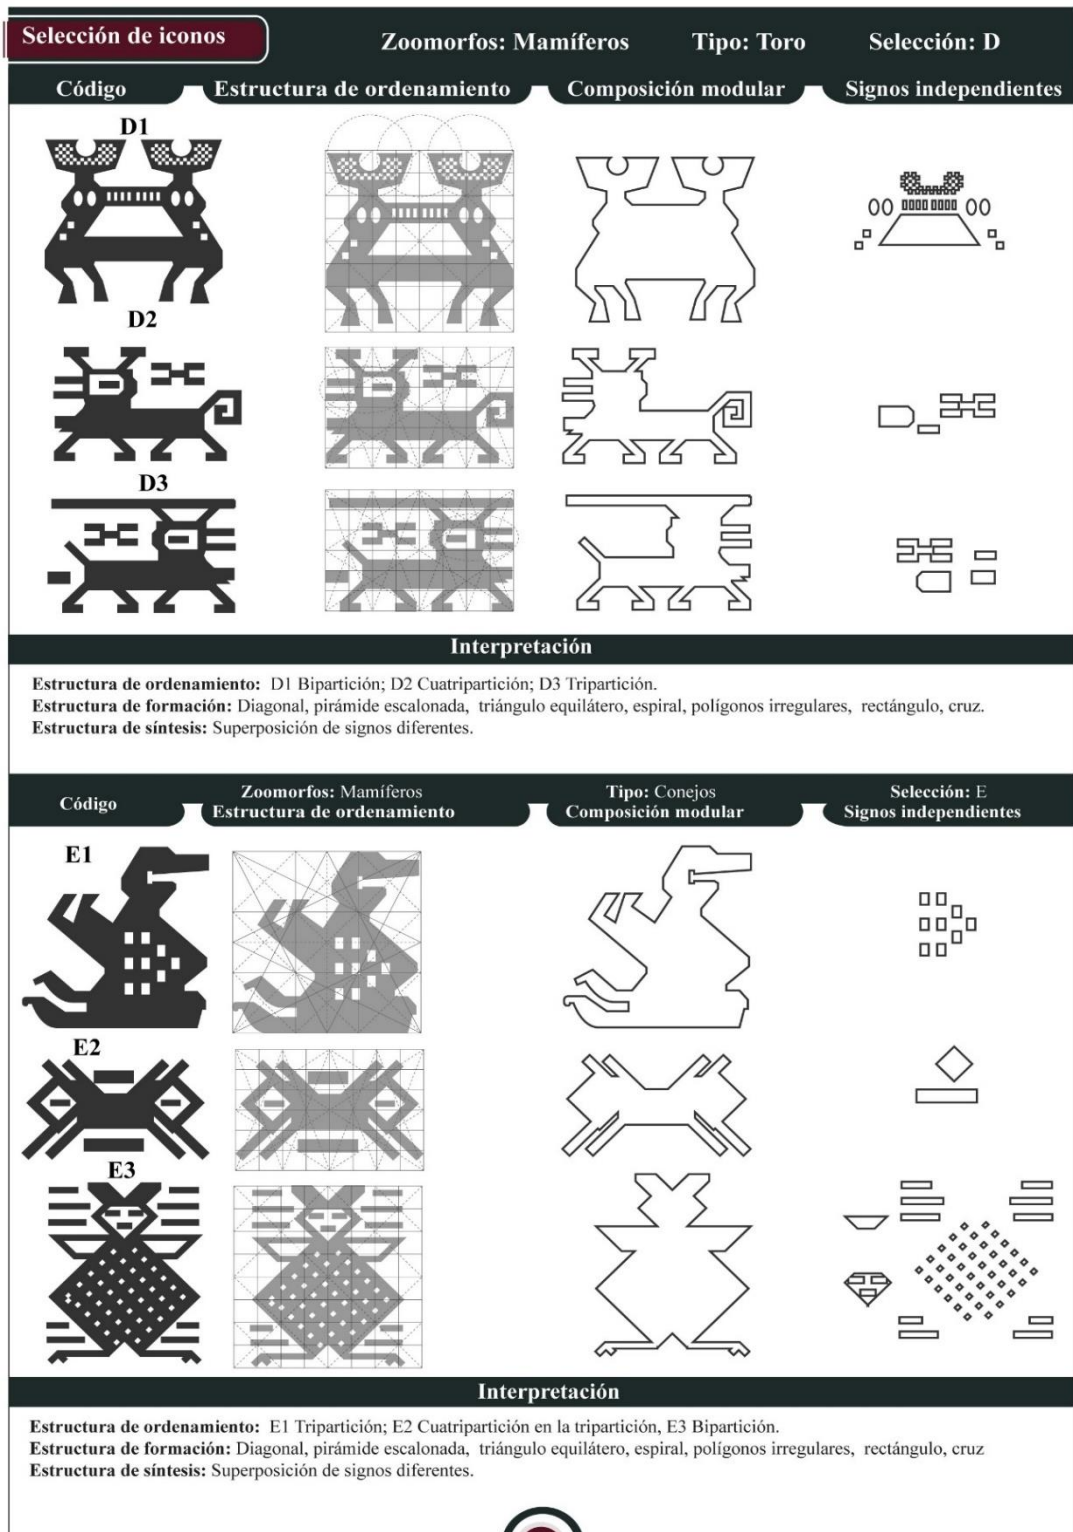 Selección de iconos
Zoomorfos: Mamíferos Tipo: Toro Selección: D
Código Estructura de ordenamiento Composición modular Signos independientes
D1
D2
D3
Interpretación
Estructura de ordenamiento: D1 Bipartición; D2 Cuatripartición; D3 Tripartición.
Estructura de formación: Diagonal, pirámide escalonada, triángulo equilátero, espiral, polígonos irregulares, rectángulo, cruz.
Estructura de síntesis: Superposición de signos diferentes.
Zoomorfos: Mamíferos Tipo: Conejos Selección: E
Código Estructura de ordenamiento Composición modular Signos independientes
E1
E2
E3
Interpretación
Estructura de ordenamiento: E1 Tripartición; E2 Cuatripartición en la tripartición, E3 Bipartición.
Estructura de formación: Diagonal, pirámide escalonada, triángulo equilátero, espiral, polígonos irregulares, rectángulo, cruz
Estructura de síntesis: Superposición de signos diferentes.